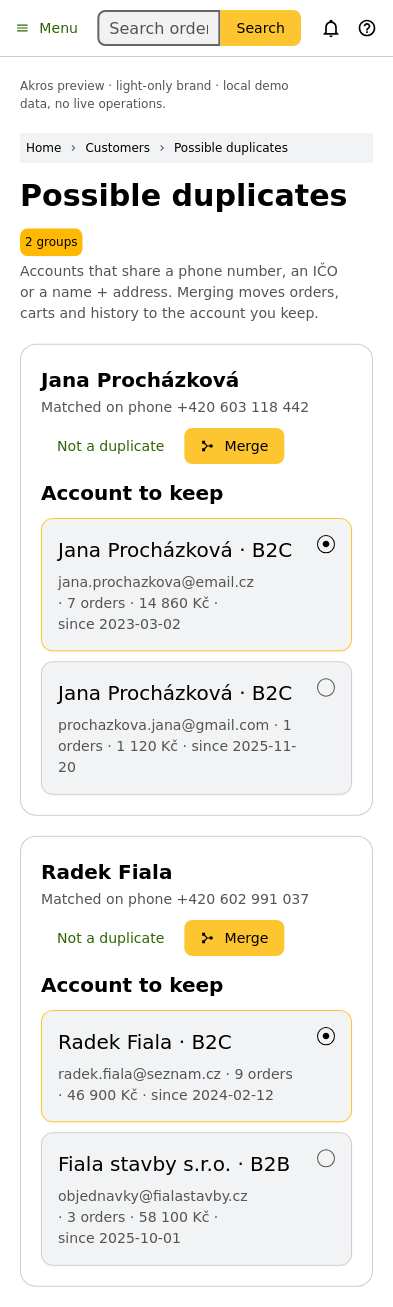 Menu
Search order
Search
Akros preview · light-only brand · local demo
data, no live operations.
Home › Customers › Possible duplicates
Possible duplicates
2 groups
Accounts that share a phone number, an IČO
or a name + address. Merging moves orders,
carts and history to the account you keep.
Jana Procházková
Matched on phone +420 603 118 442
Not a duplicate
Merge
Account to keep
Jana Procházková · B2C
jana.prochazkova@email.cz
· 7 orders · 14 860 Kč ·
since 2023-03-02
Jana Procházková · B2C
prochazkova.jana@gmail.com · 1
orders · 1 120 Kč · since 2025-11-
20
Radek Fiala
Matched on phone +420 602 991 037
Not a duplicate
Merge
Account to keep
Radek Fiala · B2C
radek.fiala@seznam.cz · 9 orders
· 46 900 Kč · since 2024-02-12
Fiala stavby s.r.o. · B2B
objednavky@fialastavby.cz
· 3 orders · 58 100 Kč ·
since 2025-10-01